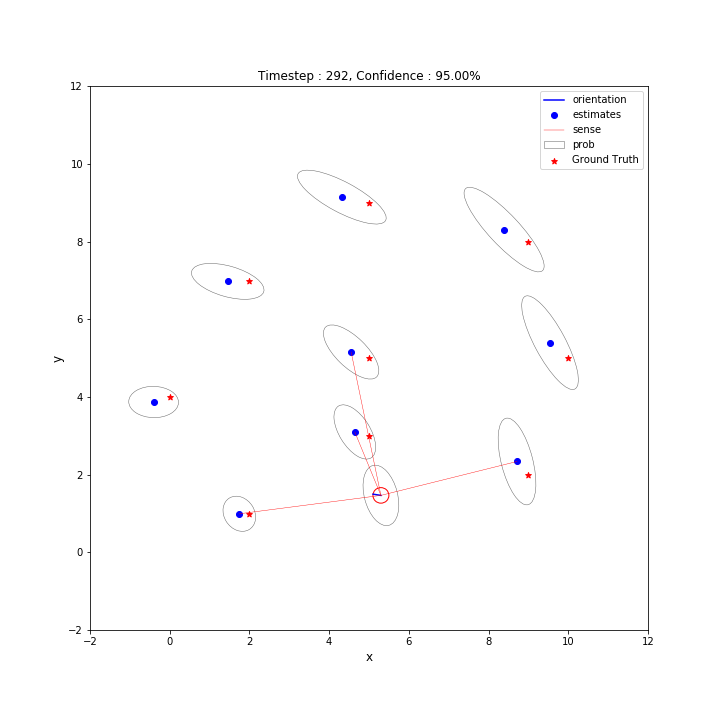 Timestep : 292, Confidence : 95.00%
orientation
estimates
sense
prob
Ground Truth
12
10
8
6
4
2
0
−2
y
−2 0 2 4 6 8 10 12
x